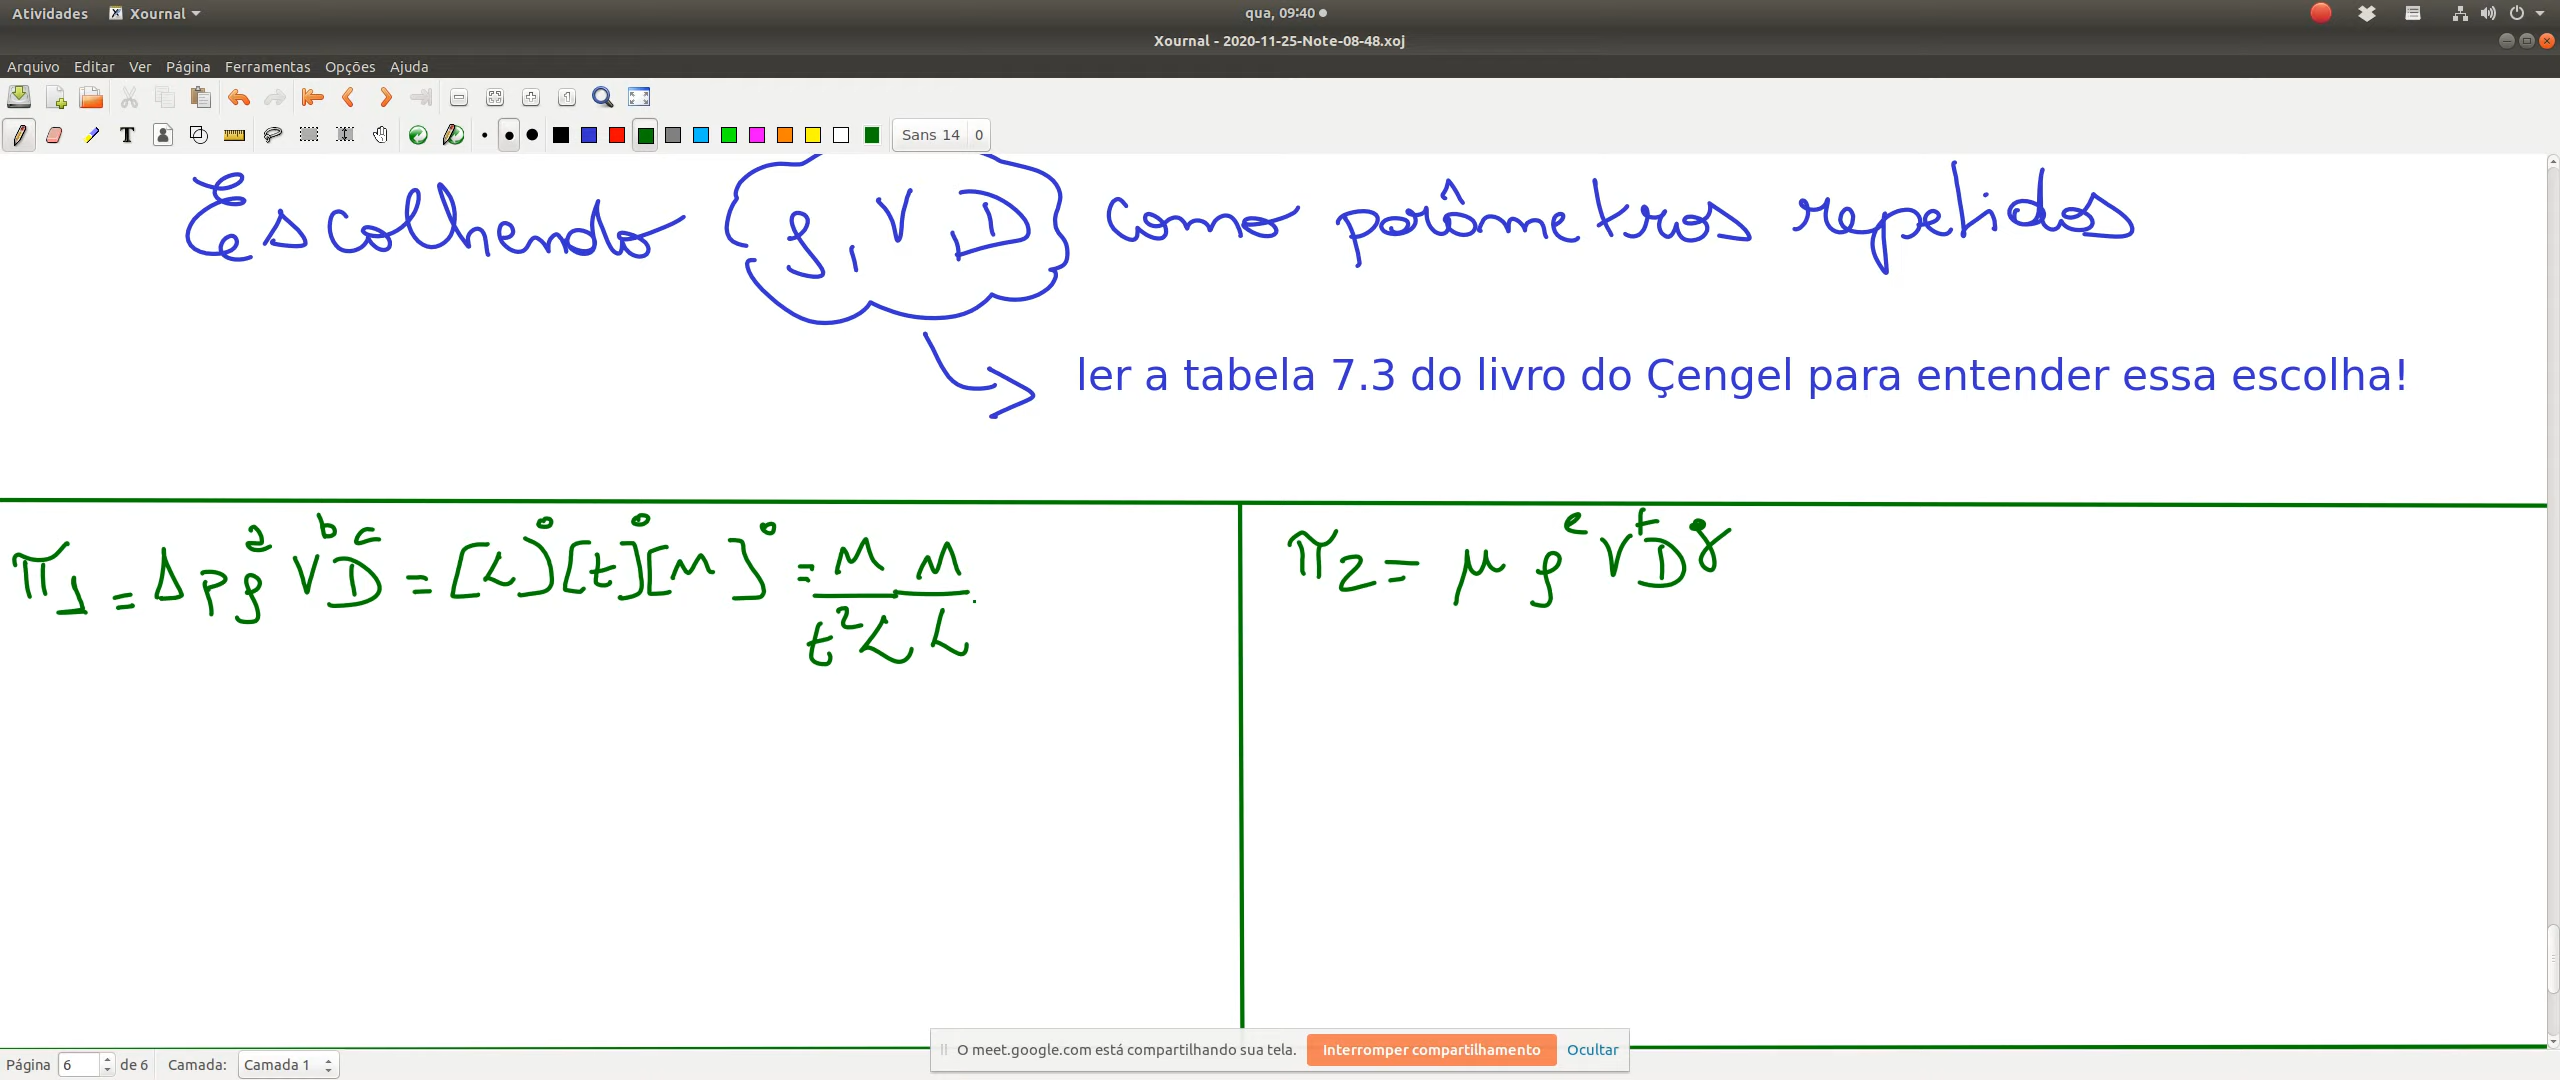 Atividades Xournal qua, 09:40
Xournal - 2020-11-25-Note-08-48.xoj
Arquivo Editar Ver Página Ferramentas Opções Ajuda
Sans 14 0
Escolhendo {ρ, V, D} como parâmetros repetidos
ler a tabela 7.3 do livro do Çengel para entender essa escolha!
π1 = Δp ρ^a V^b D^c = [L]^0 [t]^0 [M]^0 = M/(t^2 L) M/L
π2 = μ ρ^e V^f D^g
O meet.google.com está compartilhando sua tela. Interromper compartilhamento Ocultar
Página 6 de 6 Camada: Camada 1